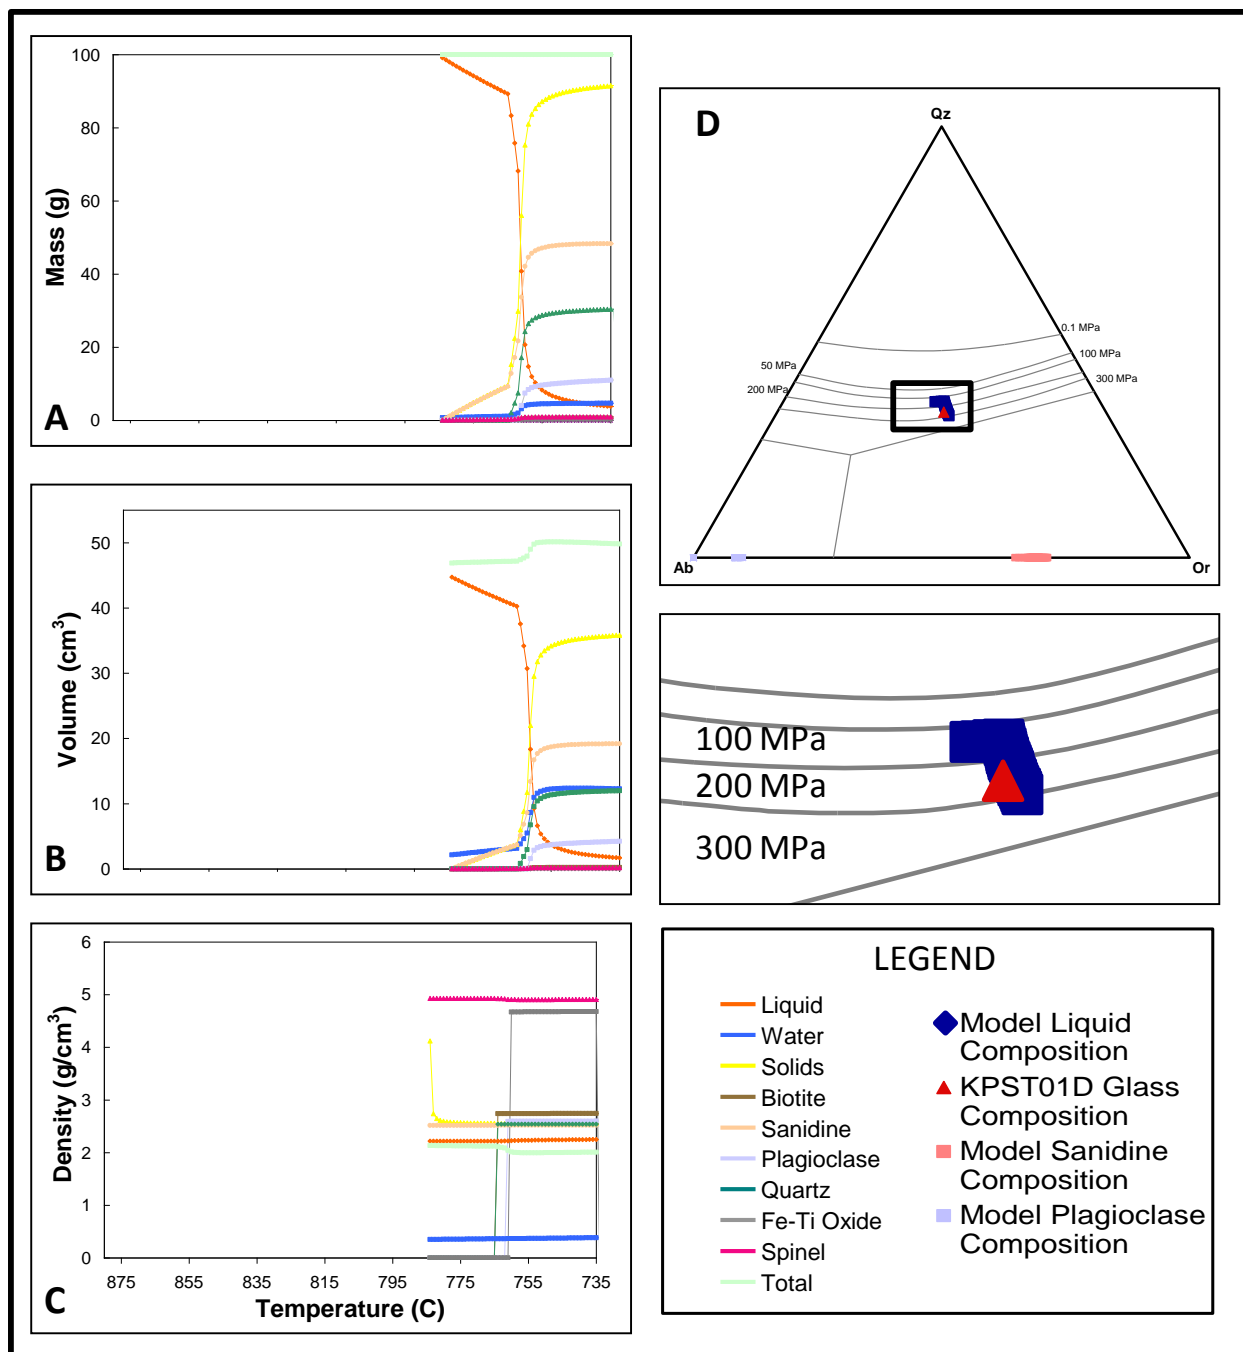 100
80
60
40
20
0
Mass (g)
A
50
40
30
20
10
0
Volume (cm³)
B
6
5
4
3
2
1
0
Density (g/cm³)
C
875 855 835 815 795 775 755 735
Temperature (C)
D
Qz
0.1 MPa
100 MPa
300 MPa
50 MPa
200 MPa
Ab
Or
100 MPa
200 MPa
300 MPa
LEGEND
Liquid
Water
Solids
Biotite
Sanidine
Plagioclase
Quartz
Fe-Ti Oxide
Spinel
Total
Model Liquid
Composition
KPST01D Glass
Composition
Model Sanidine
Composition
Model Plagioclase
Composition